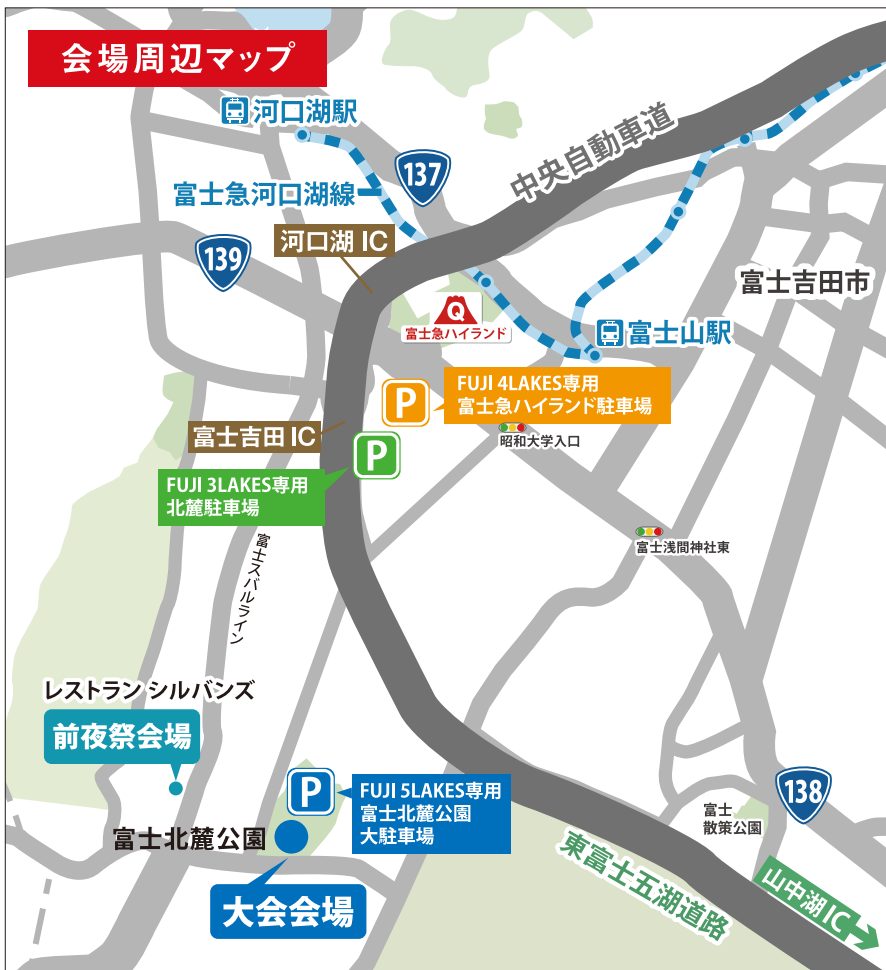 会場周辺マップ
河口湖駅
137
中央自動車道
富士急河口湖線
139
河口湖 IC
富士吉田市
Q
富士急ハイランド
富士山駅
P
FUJI 4LAKES専用
富士急ハイランド駐車場
昭和大学入口
富士吉田 IC
P
FUJI 3LAKES専用
北麓駐車場
富士浅間神社東
富士スバルライン
レストラン シルバンズ
前夜祭会場
P
FUJI 5LAKES専用
富士北麓公園
大駐車場
138
富士
散策公園
富士北麓公園
大会会場
東富士五湖道路
山中湖 IC